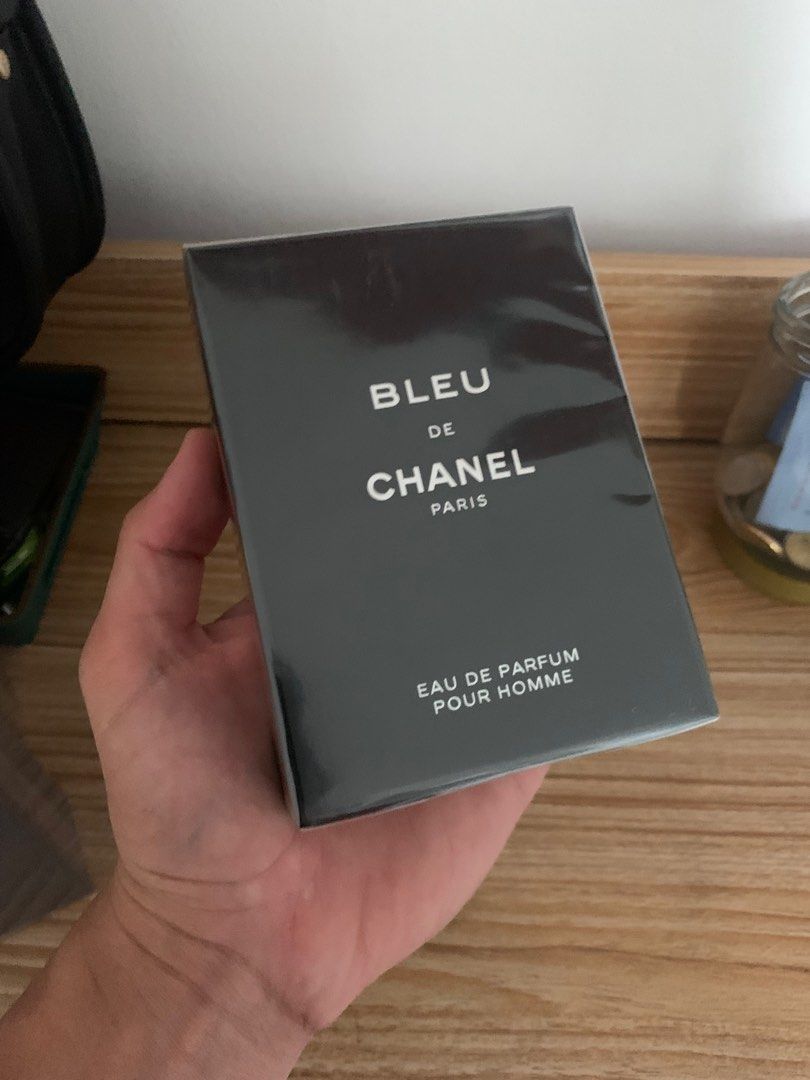 BLEU
DE
CHANEL
PARIS
EAU DE PARFUM
POUR HOMME